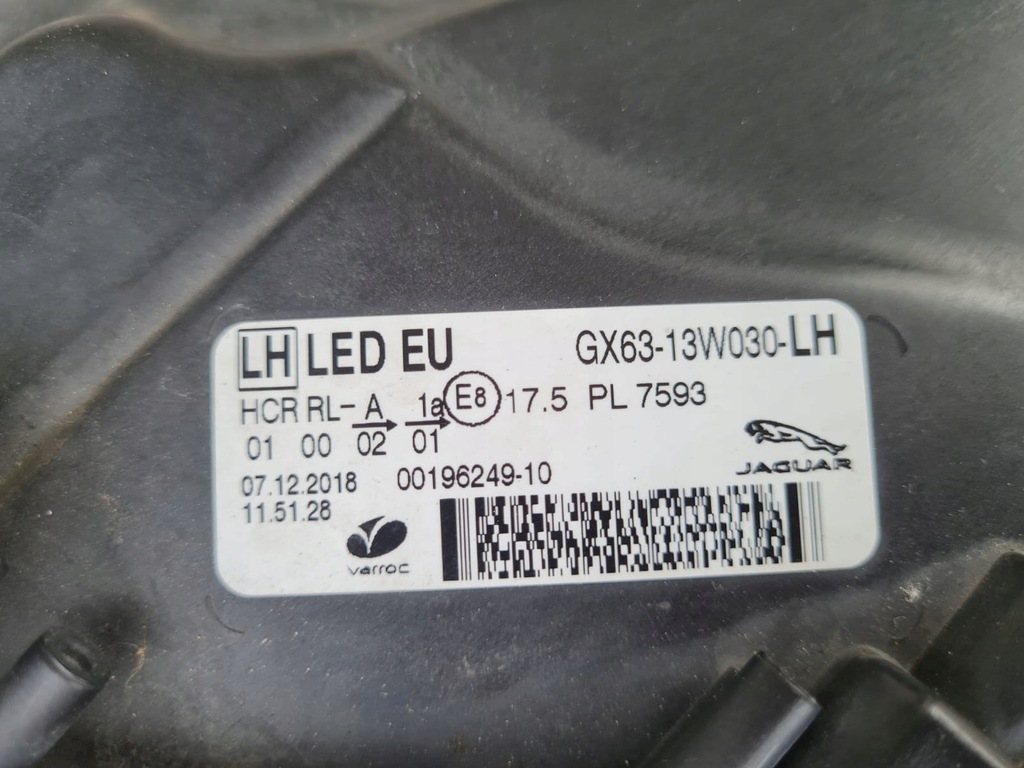 LH LED EU GX63-13W030-LH
HCR RL- A 1a E8 17.5 PL 7593
01 00 02 01
JAGUAR
07.12.2018 00196249-10
11.51.28
varroc